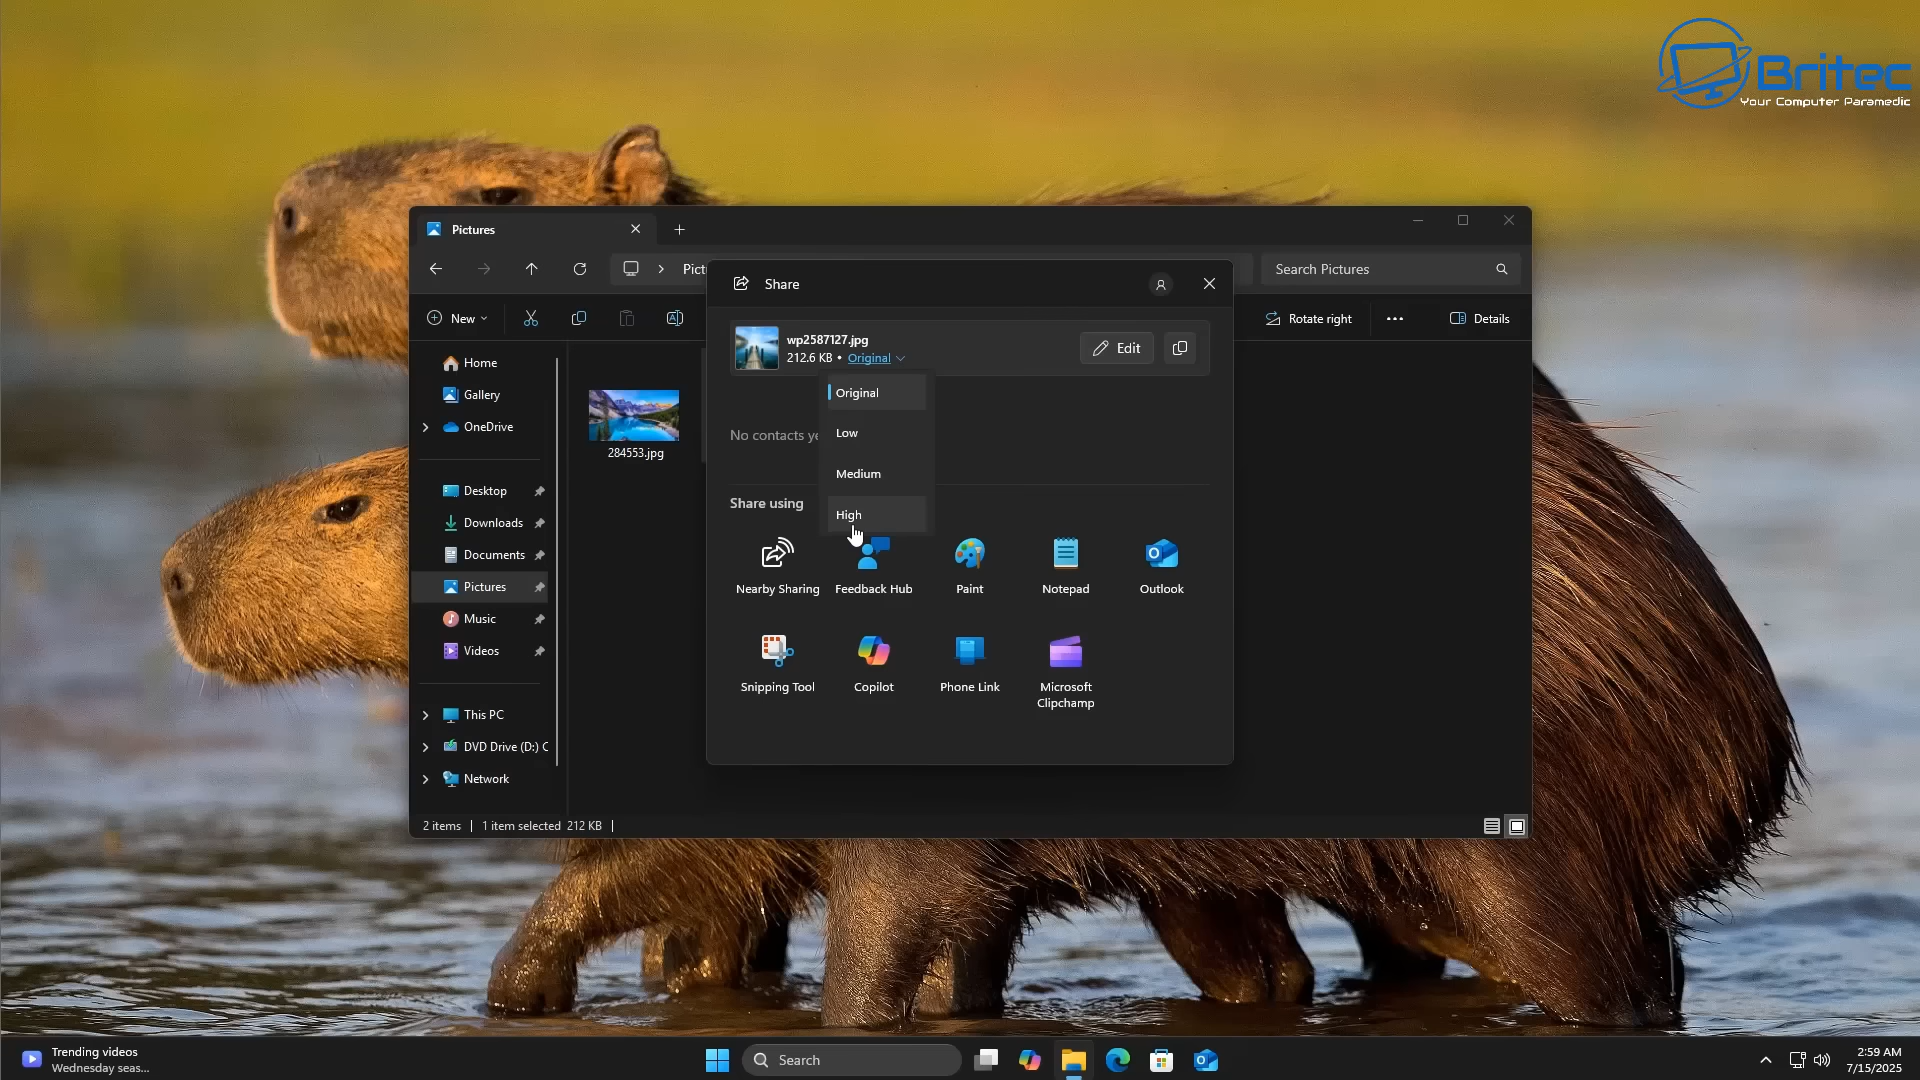 Britec
Your Computer Paramedic
Pictures
Pict
Search Pictures
Share
New
Rotate right
Details
wp2587127.jpg
212.6 KB • Original
Edit
Home
Gallery
OneDrive
Desktop
Downloads
Documents
Pictures
Music
Videos
This PC
DVD Drive (D:) C
Network
284553.jpg
Original
Low
Medium
High
No contacts ye
Share using
Nearby Sharing
Feedback Hub
Paint
Notepad
Outlook
Snipping Tool
Copilot
Phone Link
Microsoft
Clipchamp
2 items
1 item selected 212 KB
Trending videos
Wednesday seas...
Search
2:59 AM
7/15/2025